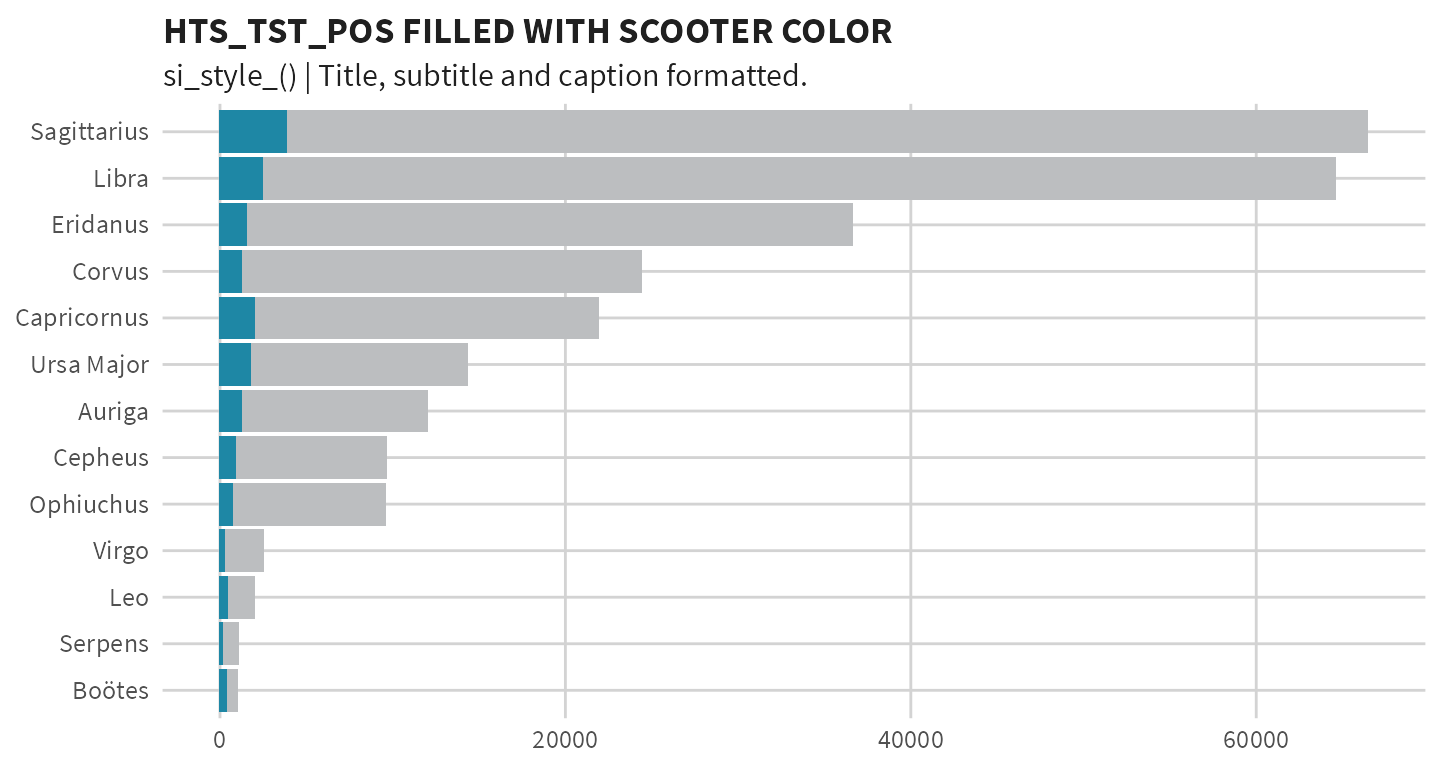 HTS_TST_POS FILLED WITH SCOOTER COLOR
si_style_() | Title, subtitle and caption formatted.
Sagittarius
Libra
Eridanus
Corvus
Capricornus
Ursa Major
Auriga
Cepheus
Ophiuchus
Virgo
Leo
Serpens
Boötes
0 20000 40000 60000